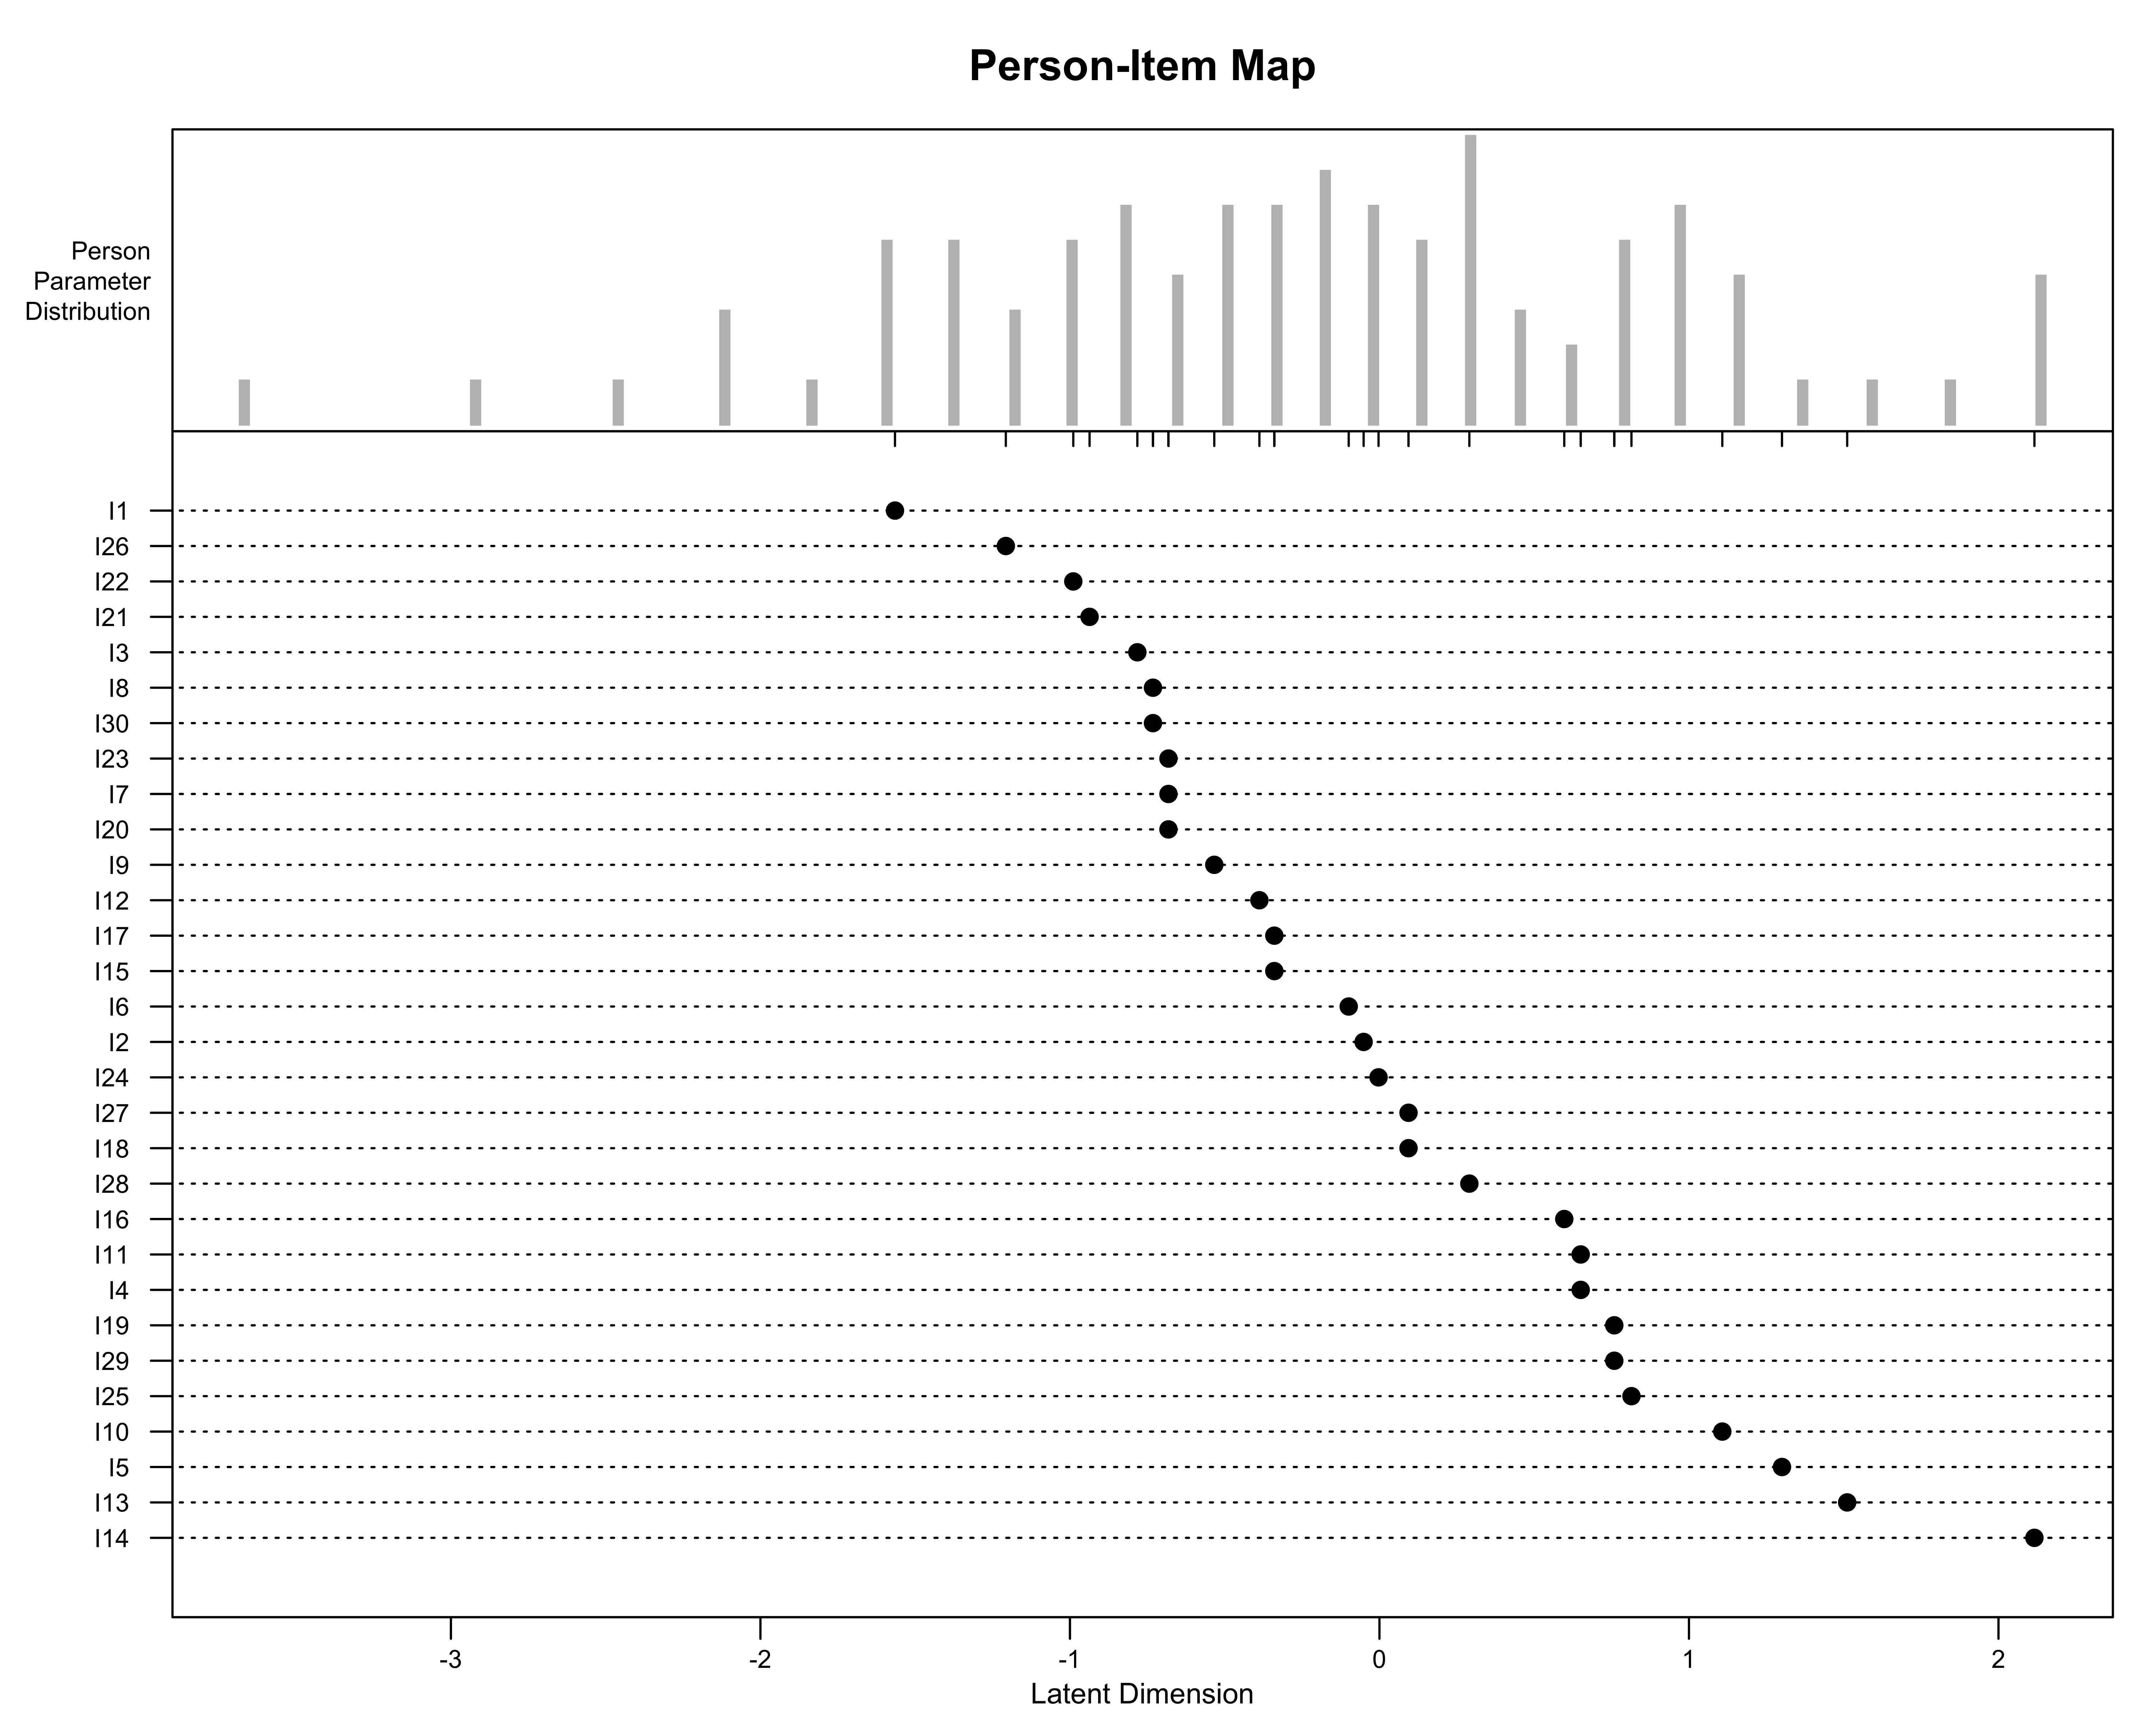 Person-Item Map
Person
Parameter
Distribution
I1
I26
I22
I21
I3
I8
I30
I23
I7
I20
I9
I12
I17
I15
I6
I2
I24
I27
I18
I28
I16
I11
I4
I19
I29
I25
I10
I5
I13
I14
-3 -2 -1 0 1 2
Latent Dimension